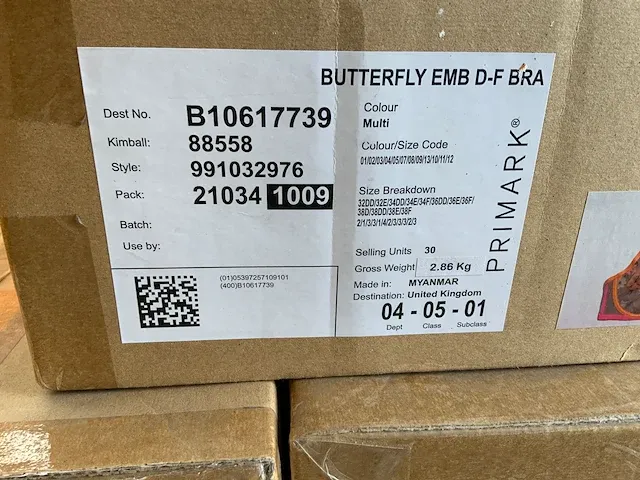 BUTTERFLY EMB D-F BRA
Dest No. B10617739
Kimball: 88558
Style: 991032976
Pack: 21034 1009
Batch:
Use by:
(01)05397257109101
(400)B10617739
Colour
Multi
Colour/Size Code
01/02/03/04/05/07/08/09/13/10/11/12
Size Breakdown
32DD/32E/34DD/34E/34F/36DD/36E/36F/
38D/38DD/38E/38F
2/1/3/3/1/4/2/3/3/3/2/3
Selling Units 30
Gross Weight 2.86 Kg
Made in: MYANMAR
Destination: United Kingdom
04 - 05 - 01
Dept Class Subclass
PRIMARK®